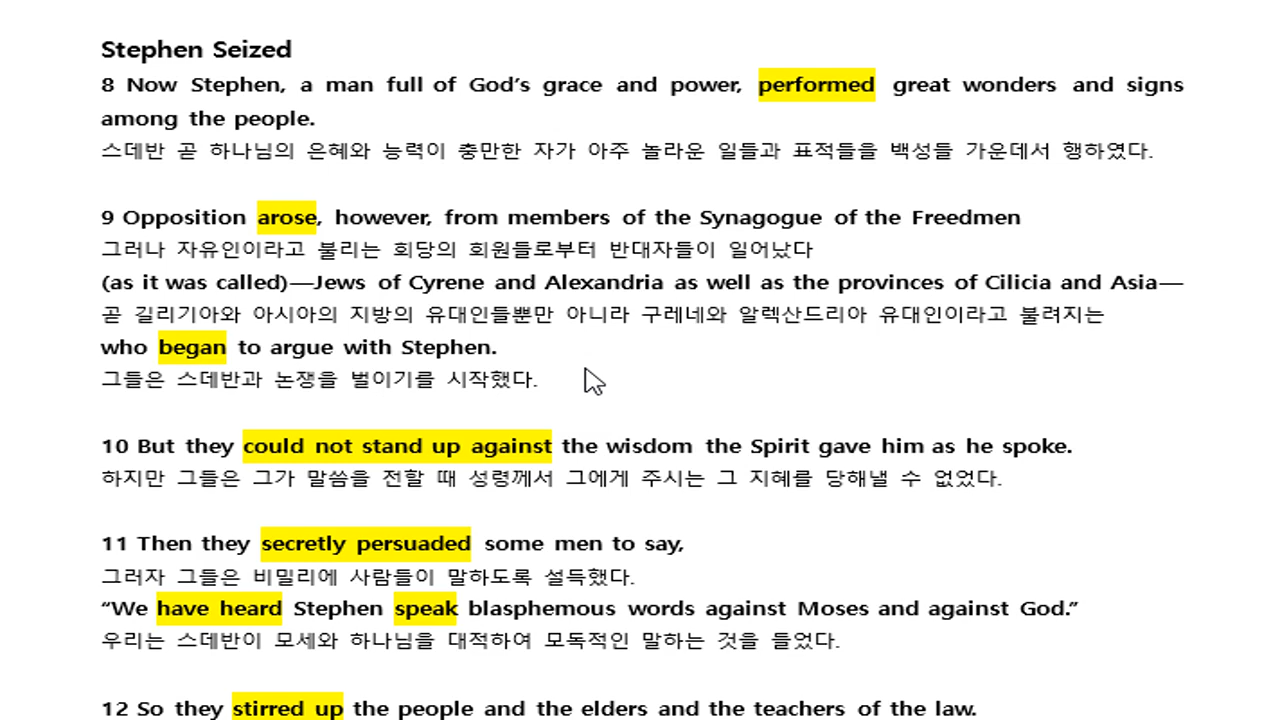 Stephen Seized
8 Now Stephen, a man full of God’s grace and power, performed great wonders and signs
among the people.
스데반 곧 하나님의 은혜와 능력이 충만한 자가 아주 놀라운 일들과 표적들을 백성들 가운데서 행하였다.
9 Opposition arose, however, from members of the Synagogue of the Freedmen
그러나 자유인이라고 불리는 회당의 회원들로부터 반대자들이 일어났다
(as it was called)—Jews of Cyrene and Alexandria as well as the provinces of Cilicia and Asia—
곧 길리기아와 아시아의 지방의 유대인들뿐만 아니라 구레네와 알렉산드리아 유대인이라고 불려지는
who began to argue with Stephen.
그들은 스데반과 논쟁을 벌이기를 시작했다.
10 But they could not stand up against the wisdom the Spirit gave him as he spoke.
하지만 그들은 그가 말씀을 전할 때 성령께서 그에게 주시는 그 지혜를 당해낼 수 없었다.
11 Then they secretly persuaded some men to say,
그러자 그들은 비밀리에 사람들이 말하도록 설득했다.
“We have heard Stephen speak blasphemous words against Moses and against God.”
우리는 스데반이 모세와 하나님을 대적하여 모독적인 말하는 것을 들었다.
12 So they stirred up the people and the elders and the teachers of the law.